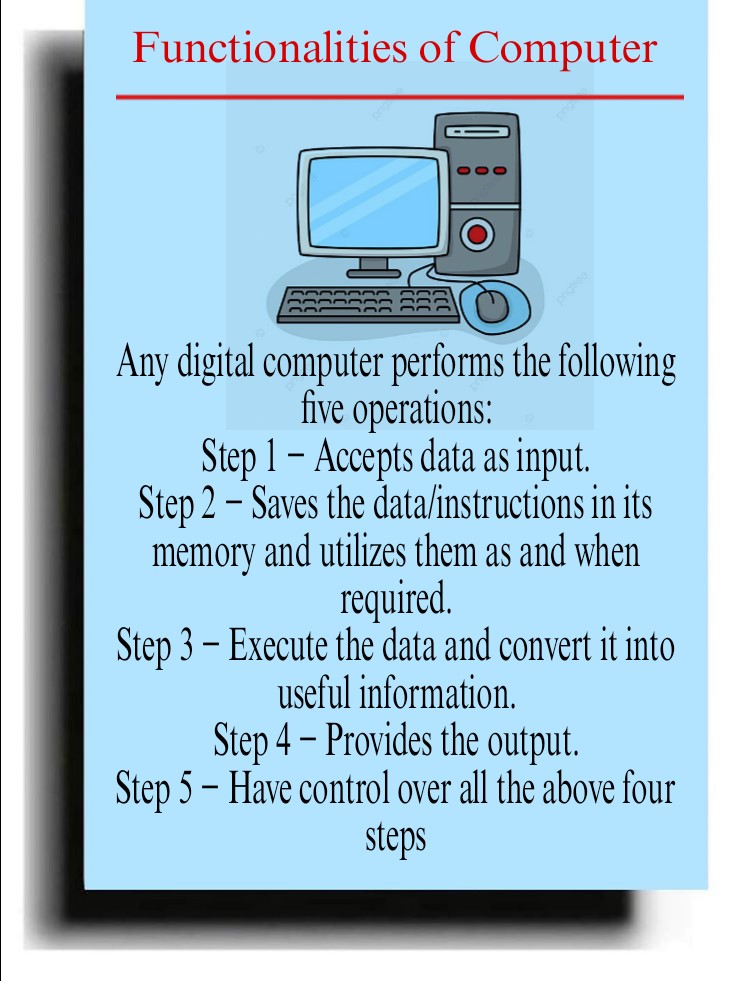 Functionalities of Computer
pngtree
pngtree
Any digital computer performs the following
five operations:
Step 1 – Accepts data as input.
Step 2 – Saves the data/instructions in its
memory and utilizes them as and when
required.
Step 3 – Execute the data and convert it into
useful information.
Step 4 – Provides the output.
Step 5 – Have control over all the above four
steps